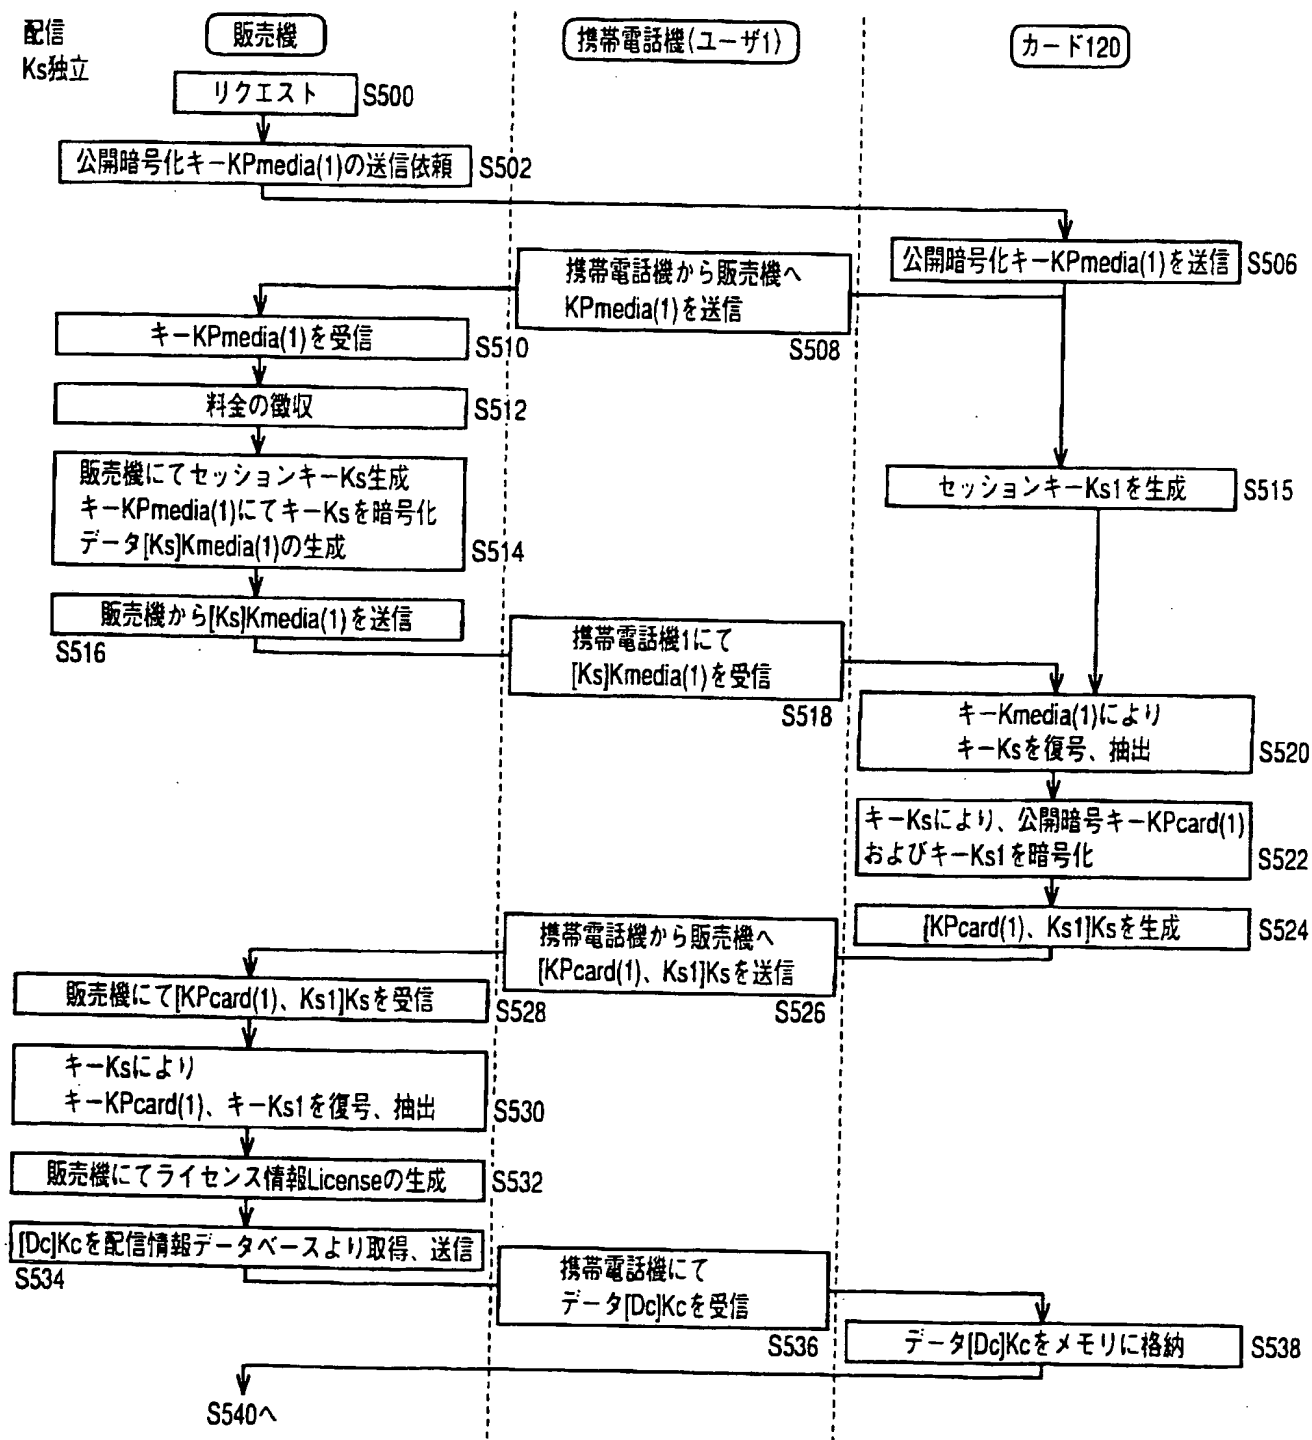 配信
Ks独立
販売機
携帯電話機(ユーザ1)
カード120
リクエスト
S500
公開暗号化キーKPmedia(1)の送信依頼
S502
公開暗号化キーKPmedia(1)を送信
S506
携帯電話機から販売機へ
KPmedia(1)を送信
S508
キーKPmedia(1)を受信
S510
料金の徴収
S512
販売機にてセッションキーKs生成
キーKPmedia(1)にてキーKsを暗号化
データ[Ks]Kmedia(1)の生成
S514
セッションキーKs1を生成
S515
販売機から[Ks]Kmedia(1)を送信
S516
携帯電話機1にて
[Ks]Kmedia(1)を受信
S518
キーKmedia(1)により
キーKsを復号、抽出
S520
キーKsにより、公開暗号キーKPcard(1)
およびキーKs1を暗号化
S522
[KPcard(1)、Ks1]Ksを生成
S524
携帯電話機から販売機へ
[KPcard(1)、Ks1]Ksを送信
S526
販売機にて[KPcard(1)、Ks1]Ksを受信
S528
キーKsにより
キーKPcard(1)、キーKs1を復号、抽出
S530
販売機にてライセンス情報Licenseの生成
S532
[Dc]Kcを配信情報データベースより取得、送信
S534
携帯電話機にて
データ[Dc]Kcを受信
S536
データ[Dc]Kcをメモリに格納
S538
S540へ